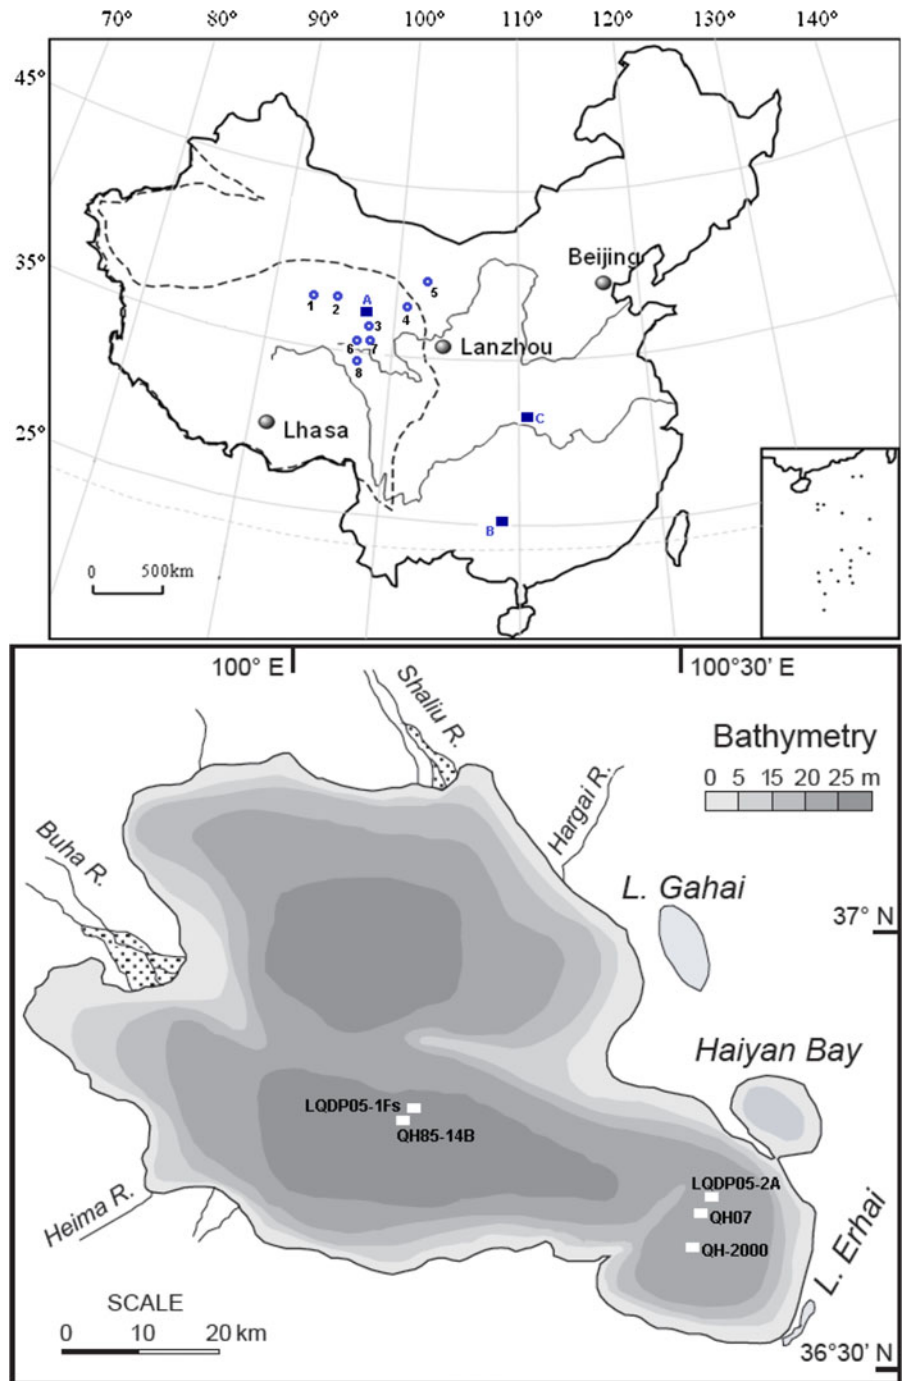 70° 80° 90° 100° 110° 120° 130° 140°
45°
35°
25°
Beijing
Lanzhou
Lhasa
A
1 2 3 4 5
6 7
8
C
B
0 500km
100° E 100°30' E
Shaliu R.
Bathymetry
0 5 15 20 25 m
Hargai R.
Buha R.
L. Gahai
37° N
Haiyan Bay
LQDP05-1Fs
QH85-14B
LQDP05-2A
QH07
QH-2000
Heima R.
L. Erhai
SCALE
0 10 20 km
36°30' N